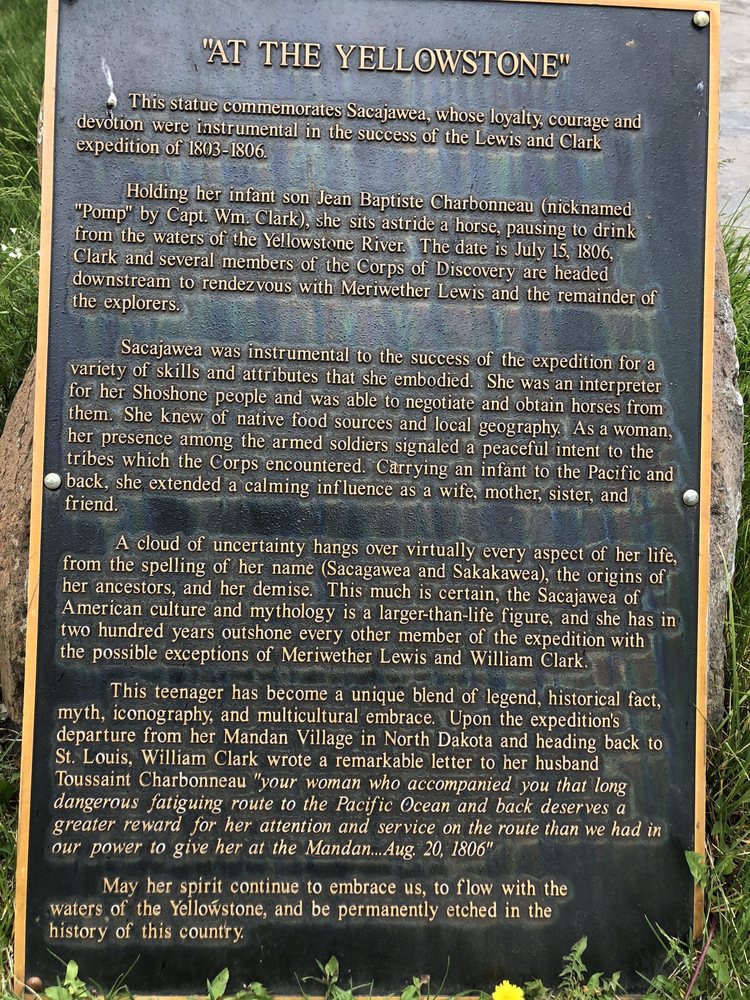 "AT THE YELLOWSTONE"
This statue commemorates Sacajawea, whose loyalty, courage and
devotion were instrumental in the success of the Lewis and Clark
expedition of 1803-1806.
Holding her infant son Jean Baptiste Charbonneau (nicknamed
"Pomp" by Capt. Wm. Clark), she sits astride a horse, pausing to drink
from the waters of the Yellowstone River. The date is July 15, 1806,
Clark and several members of the Corps of Discovery are headed
downstream to rendezvous with Meriwether Lewis and the remainder of
the explorers.
Sacajawea was instrumental to the success of the expedition for a
variety of skills and attributes that she embodied. She was an interpreter
for her Shoshone people and was able to negotiate and obtain horses from
them. She knew of native food sources and local geography. As a woman,
her presence among the armed soldiers signaled a peaceful intent to the
tribes which the Corps encountered. Carrying an infant to the Pacific and
back, she extended a calming influence as a wife, mother, sister, and
friend.
A cloud of uncertainty hangs over virtually every aspect of her life,
from the spelling of her name (Sacagawea and Sakakawea), the origins of
her ancestors, and her demise. This much is certain, the Sacajawea of
American culture and mythology is a larger-than-life figure, and she has in
two hundred years outshone every other member of the expedition with
the possible exceptions of Meriwether Lewis and William Clark.
This teenager has become a unique blend of legend, historical fact,
myth, iconography, and multicultural embrace. Upon the expedition's
departure from her Mandan Village in North Dakota and heading back to
St. Louis, William Clark wrote a remarkable letter to her husband
Toussaint Charbonneau "your woman who accompanied you that long
dangerous fatiguing route to the Pacific Ocean and back deserves a
greater reward for her attention and service on the route than we had in
our power to give her at the Mandan...Aug. 20, 1806"
May her spirit continue to embrace us, to flow with the
waters of the Yellowstone, and be permanently etched in the
history of this country.